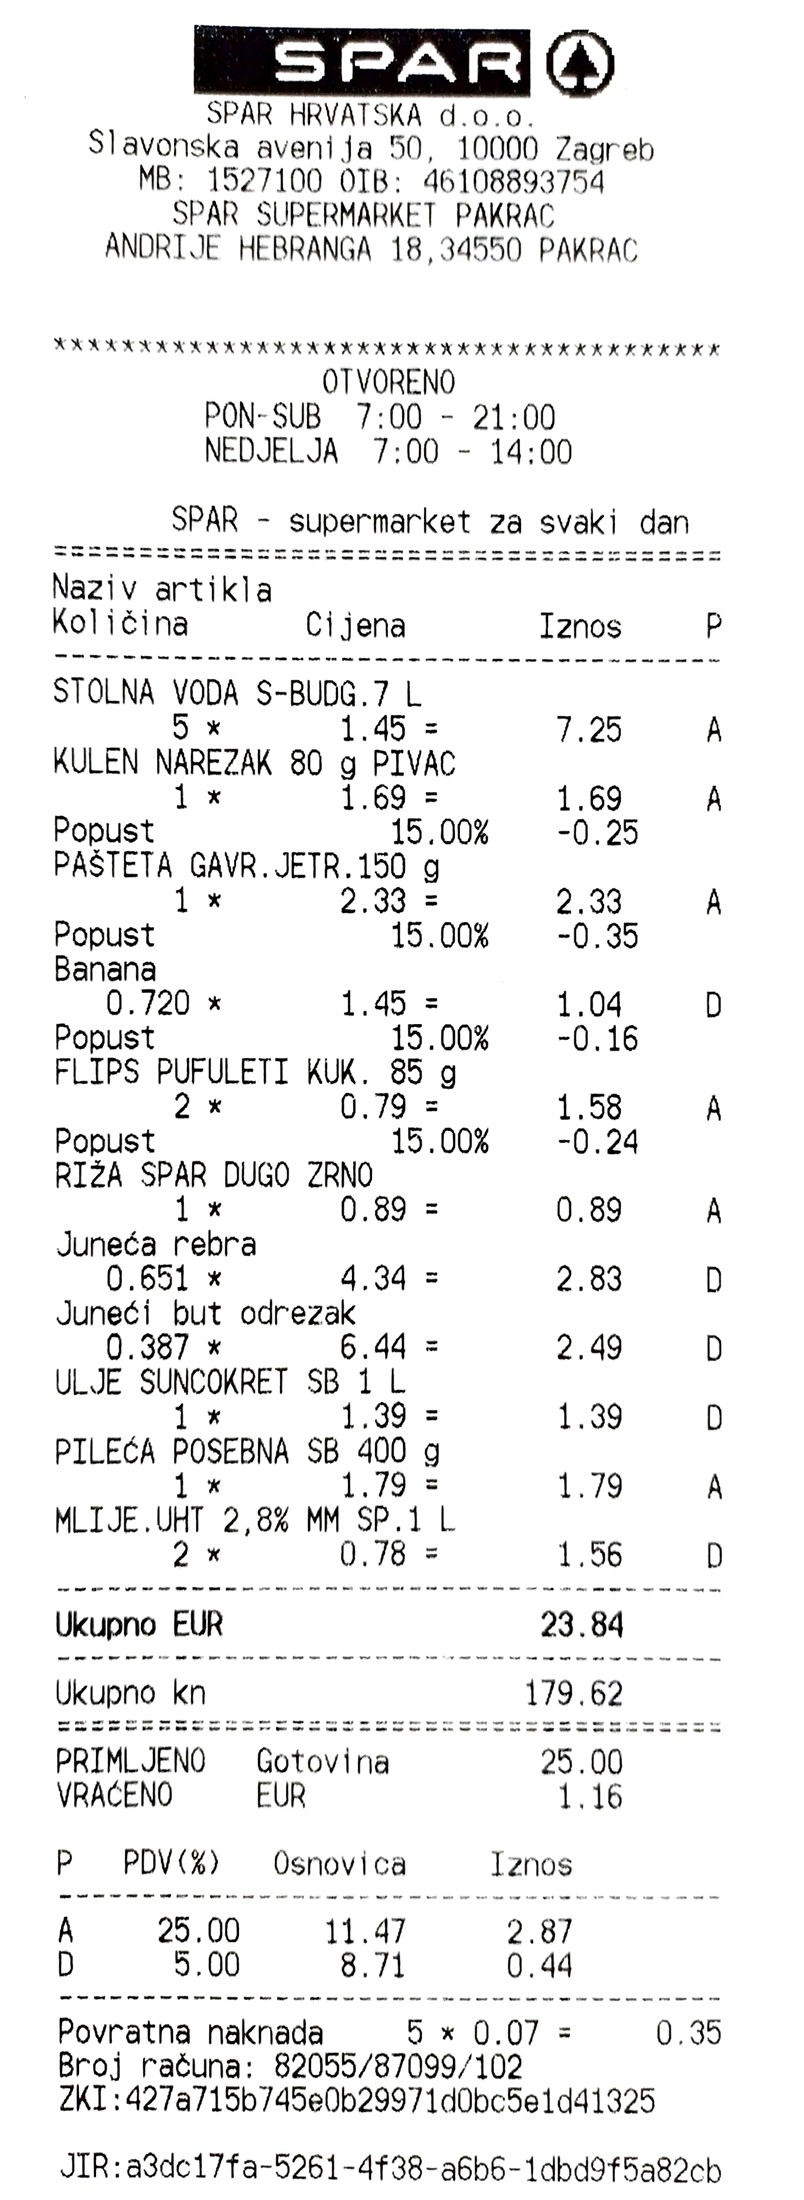 SPAR
SPAR HRVATSKA d.o.o.
Slavonska avenija 50, 10000 Zagreb
MB: 1527100 OIB: 46108893754
SPAR SUPERMARKET PAKRAC
ANDRIJE HEBRANGA 18,34550 PAKRAC
****************************************
OTVORENO
PON-SUB 7:00 - 21:00
NEDJELJA 7:00 - 14:00
SPAR - supermarket za svaki dan
========================================
Naziv artikla
Količina Cijena Iznos P
----------------------------------------
STOLNA VODA S-BUDG.7 L
5 * 1.45 = 7.25 A
KULEN NAREZAK 80 g PIVAC
1 * 1.69 = 1.69 A
Popust 15.00% -0.25
PAŠTETA GAVR.JETR.150 g
1 * 2.33 = 2.33 A
Popust 15.00% -0.35
Banana
0.720 * 1.45 = 1.04 D
Popust 15.00% -0.16
FLIPS PUFULETI KUK. 85 g
2 * 0.79 = 1.58 A
Popust 15.00% -0.24
RIŽA SPAR DUGO ZRNO
1 * 0.89 = 0.89 A
Juneća rebra
0.651 * 4.34 = 2.83 D
Juneći but odrezak
0.387 * 6.44 = 2.49 D
ULJE SUNCOKRET SB 1 L
1 * 1.39 = 1.39 D
PILEĆA POSEBNA SB 400 g
1 * 1.79 = 1.79 A
MLIJE.UHT 2,8% MM SP.1 L
2 * 0.78 = 1.56 D
----------------------------------------
Ukupno EUR 23.84
----------------------------------------
Ukupno kn 179.62
========================================
PRIMLJENO Gotovina 25.00
VRAĆENO EUR 1.16
P PDV(%) Osnovica Iznos
----------------------------------------
A 25.00 11.47 2.87
D 5.00 8.71 0.44
----------------------------------------
Povratna naknada 5 * 0.07 = 0.35
Broj računa: 82055/87099/102
ZKI:427a715b745e0b29971d0bc5e1d41325
JIR:a3dc17fa-5261-4f38-a6b6-1dbd9f5a82cb